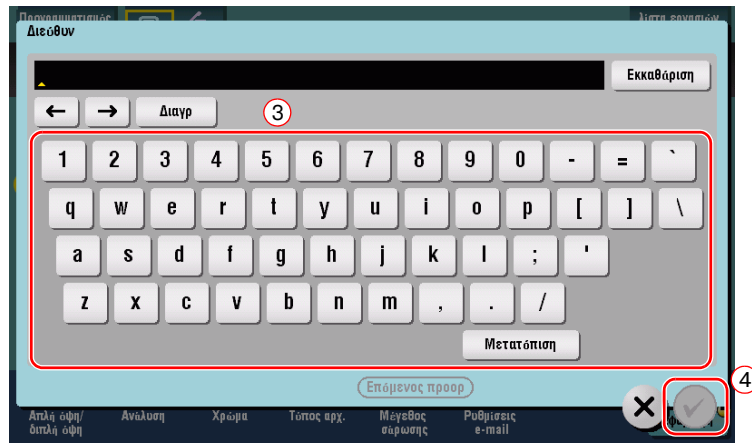 Προγραμματισμός
λίστα εργασιών
Διεύθυν
Εκκαθάριση
← → Διαγρ
3
1 2 3 4 5 6 7 8 9 0 - = `
q w e r t y u i o p [ ] \
a s d f g h j k l ; '
z x c v b n m , . /
Μετατόπιση
Επόμενος προορ
4
Απλή όψη/
διπλή όψη
Ανάλυση
Χρώμα
Τύπος αρχ.
Μέγεθος
σάρωσης
Ρυθμίσεις
e-mail